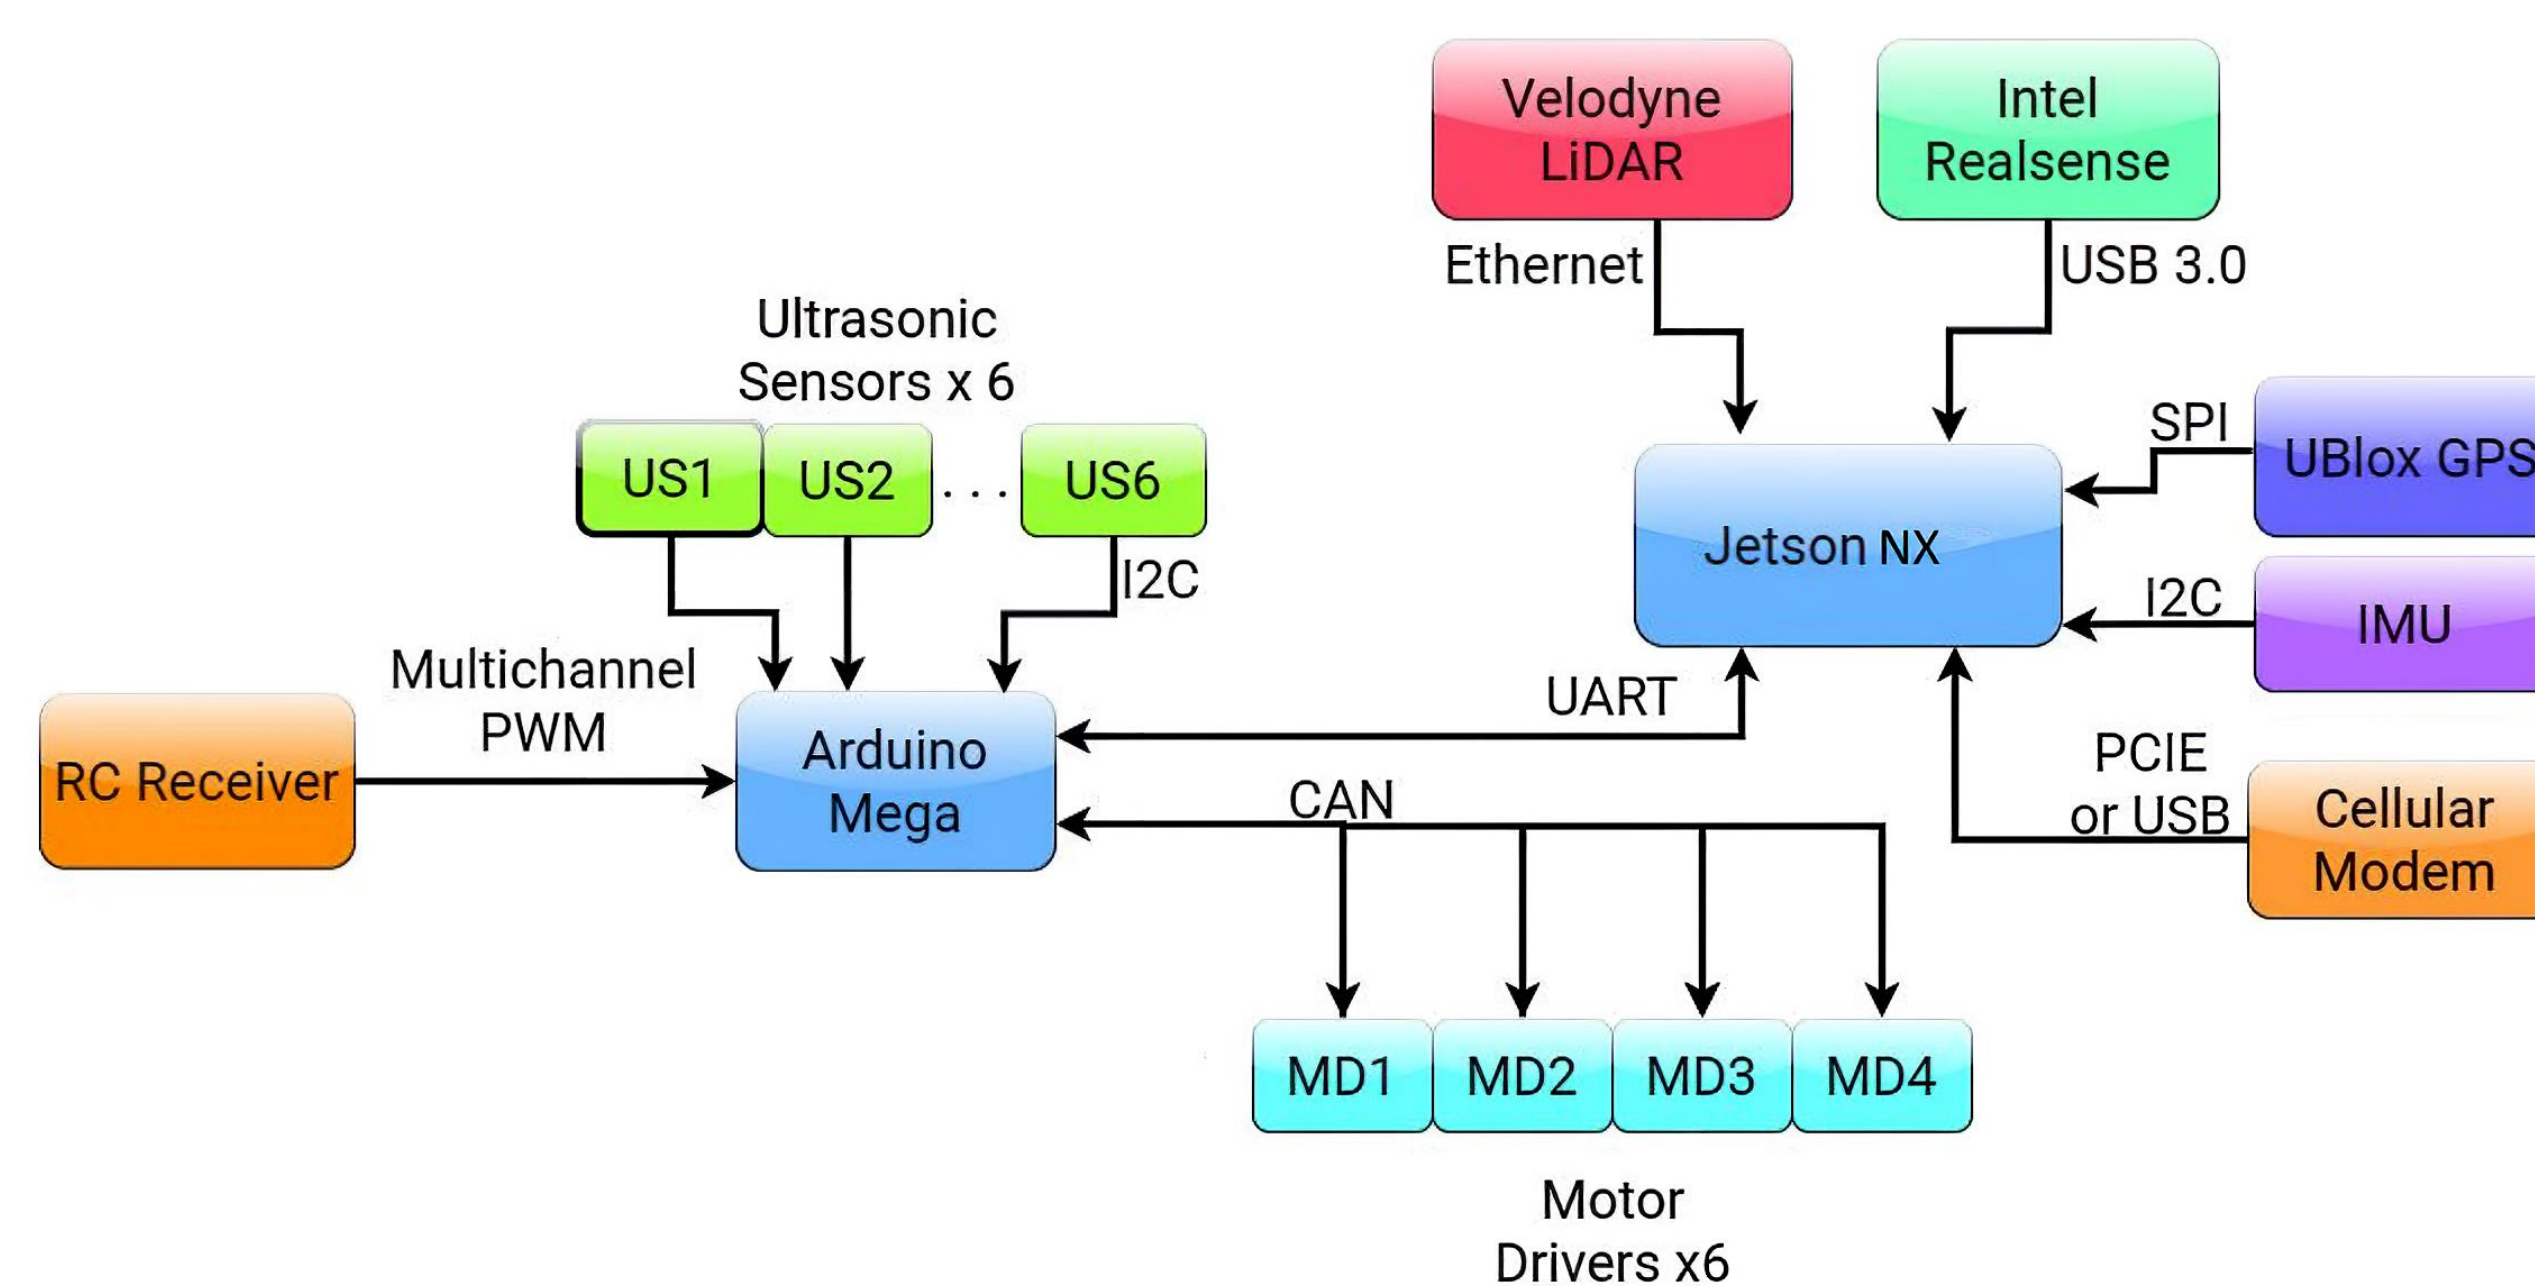 Velodyne
LiDAR
Intel
Realsense
Ethernet
USB 3.0
Ultrasonic
Sensors x 6
US1
US2
. . .
US6
I2C
SPI
UBlox GPS
Jetson NX
I2C
IMU
Multichannel
PWM
RC Receiver
Arduino
Mega
UART
CAN
PCIE
or USB
Cellular
Modem
MD1
MD2
MD3
MD4
Motor
Drivers x6